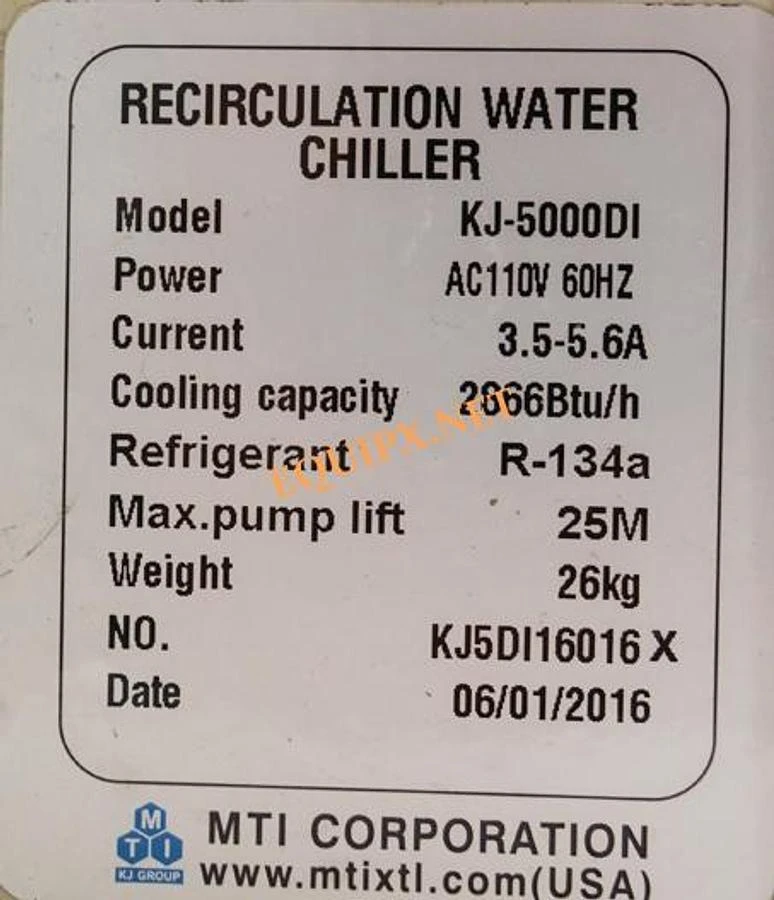 RECIRCULATION WATER
CHILLER
Model KJ-5000DI
Power AC110V 60HZ
Current 3.5-5.6A
Cooling capacity 2866Btu/h
Refrigerant R-134a
Max.pump lift 25M
Weight 26kg
NO. KJ5DI16016 X
Date 06/01/2016
EQUIPX.NET
MTI
KJ GROUP
MTI CORPORATION
www.mtixtl.com(USA)